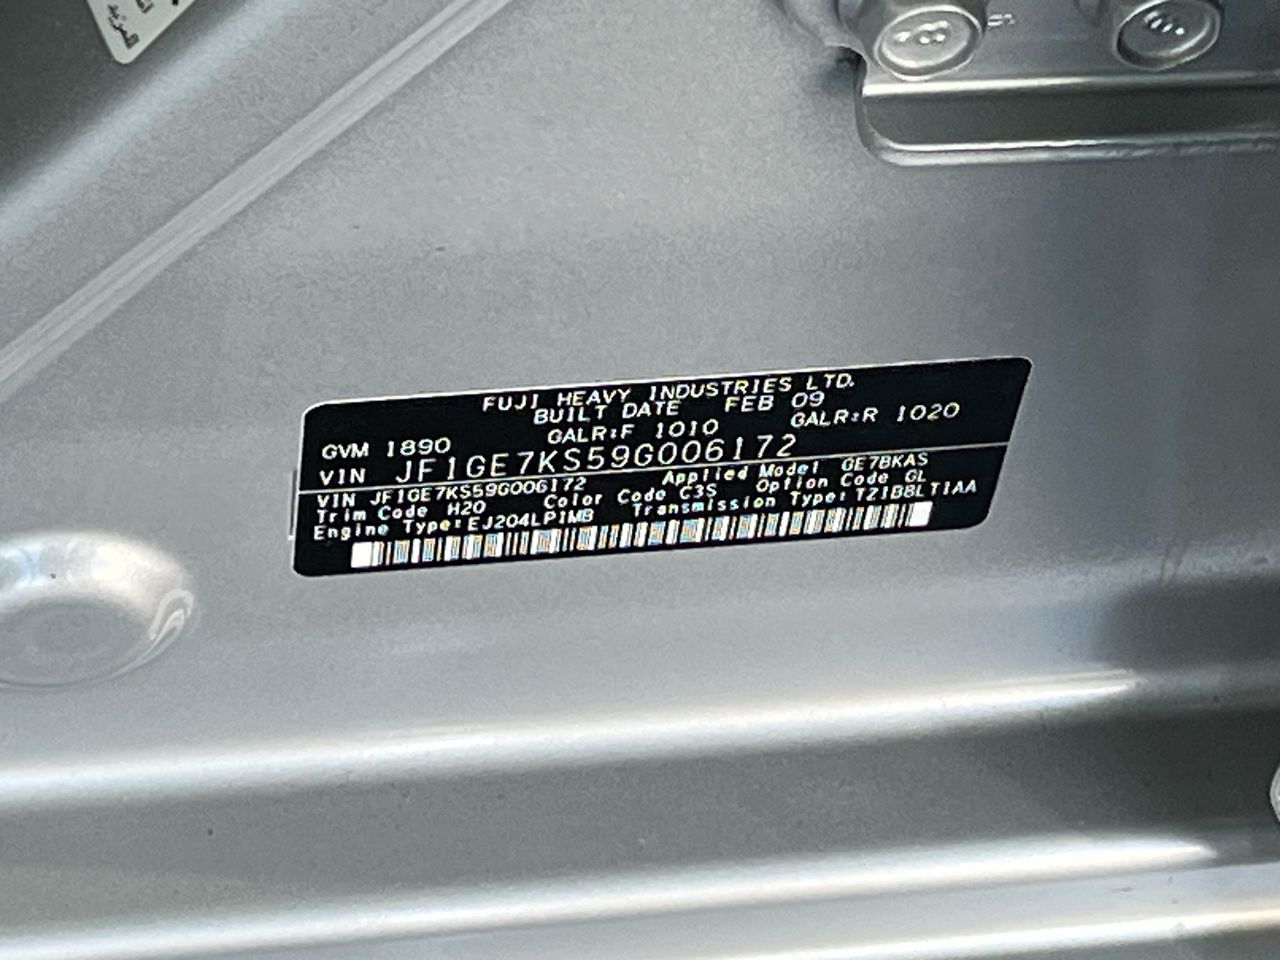 المزيد
FUJI HEAVY INDUSTRIES LTD.
BUILT DATE FEB 09
GVM 1890 GALR:F 1010 GALR:R 1020
VIN JF1GE7KS59G006172
VIN JF1GE7KS59G006172 Applied Model GE7BKAS
Trim Code H20 Color Code C3S Option Code GL
Engine Type:EJ204LP1MB Transmission Type:TZ1B8LT1AA